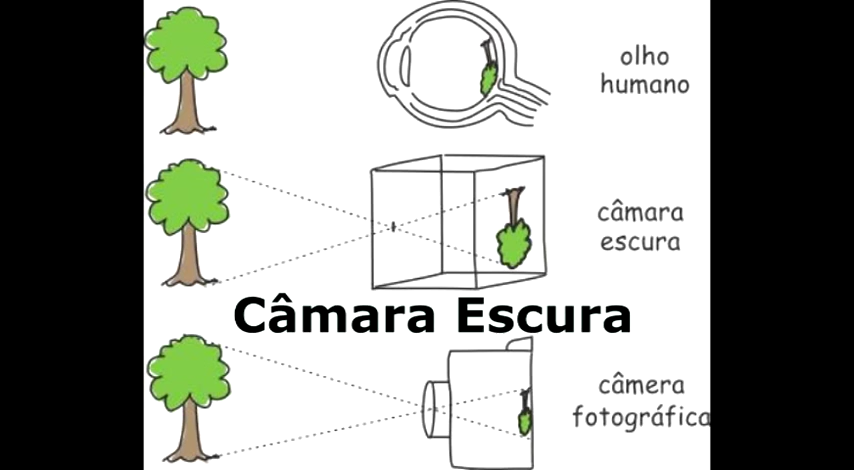 olho
humano
câmara
escura
Câmara Escura
câmera
fotográfica